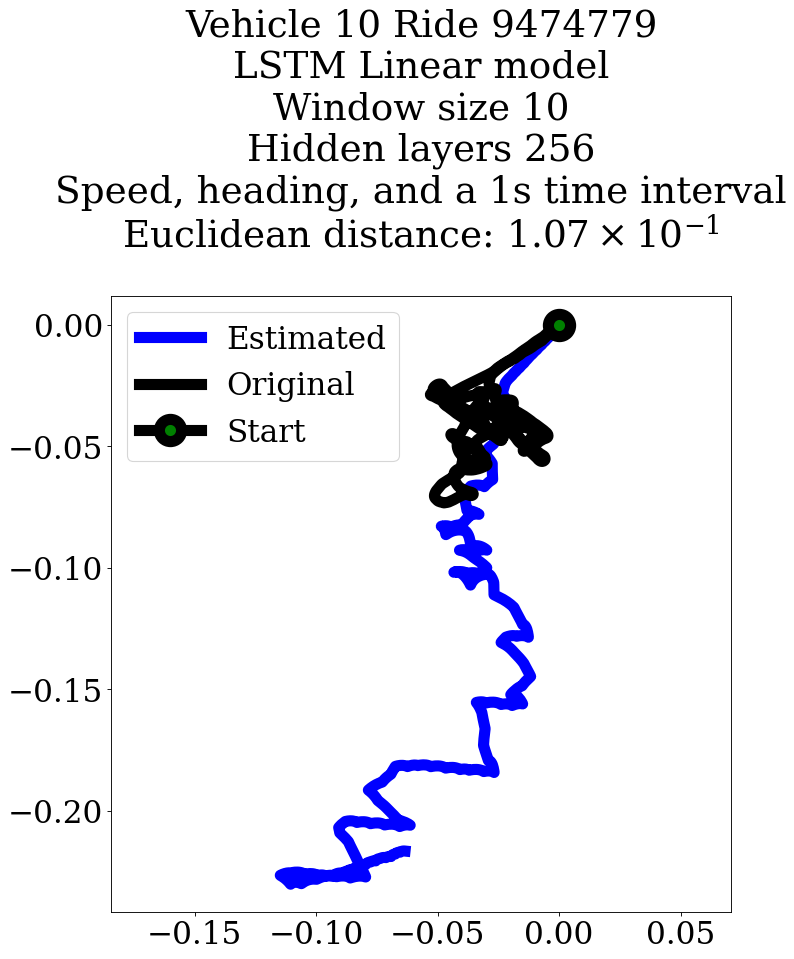 Vehicle 10 Ride 9474779
LSTM Linear model
Window size 10
Hidden layers 256
Speed, heading, and a 1s time interval
Euclidean distance: 1.07 × 10⁻¹
Estimated
Original
Start
0.00
−0.05
−0.10
−0.15
−0.20
−0.15 −0.10 −0.05 0.00 0.05